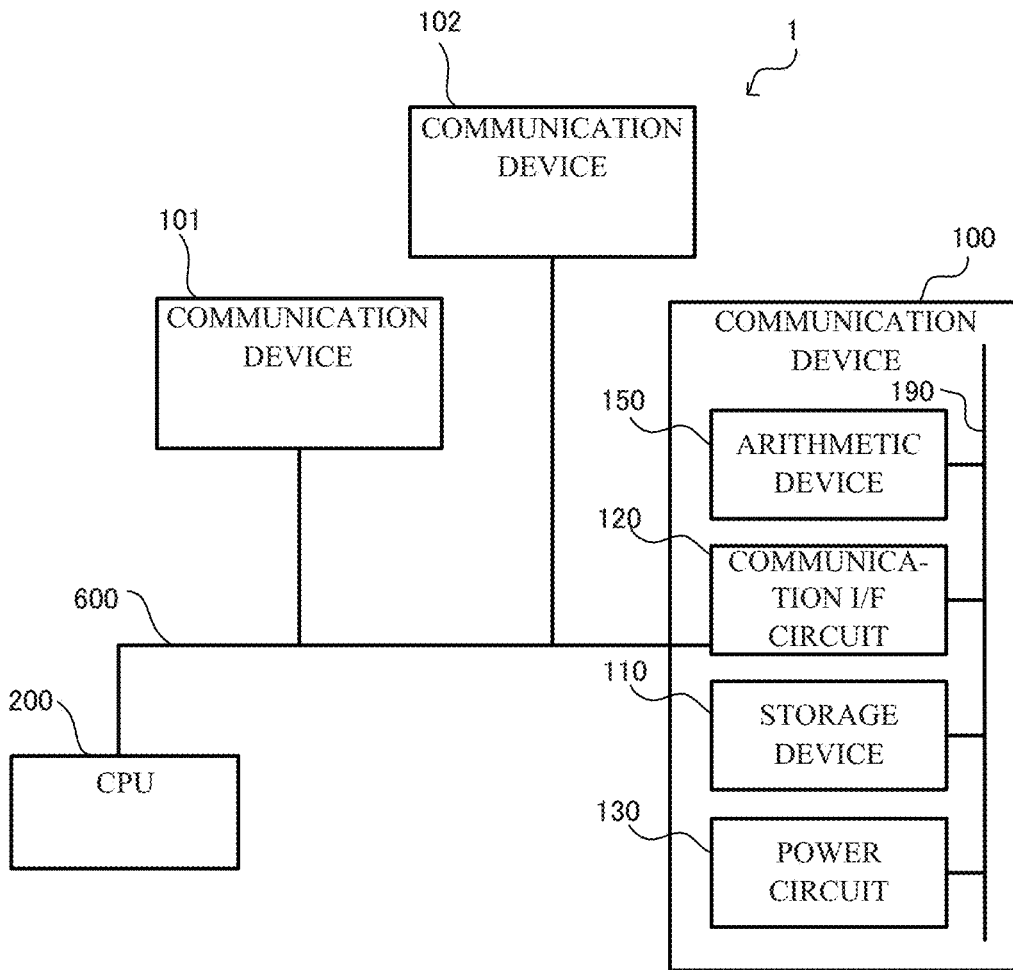 1
102
COMMUNICATION
DEVICE
101
COMMUNICATION
DEVICE
100
COMMUNICATION
DEVICE
190
150
ARITHMETIC
DEVICE
120
COMMUNICA-
TION I/F
CIRCUIT
600
110
STORAGE
DEVICE
200
CPU
130
POWER
CIRCUIT